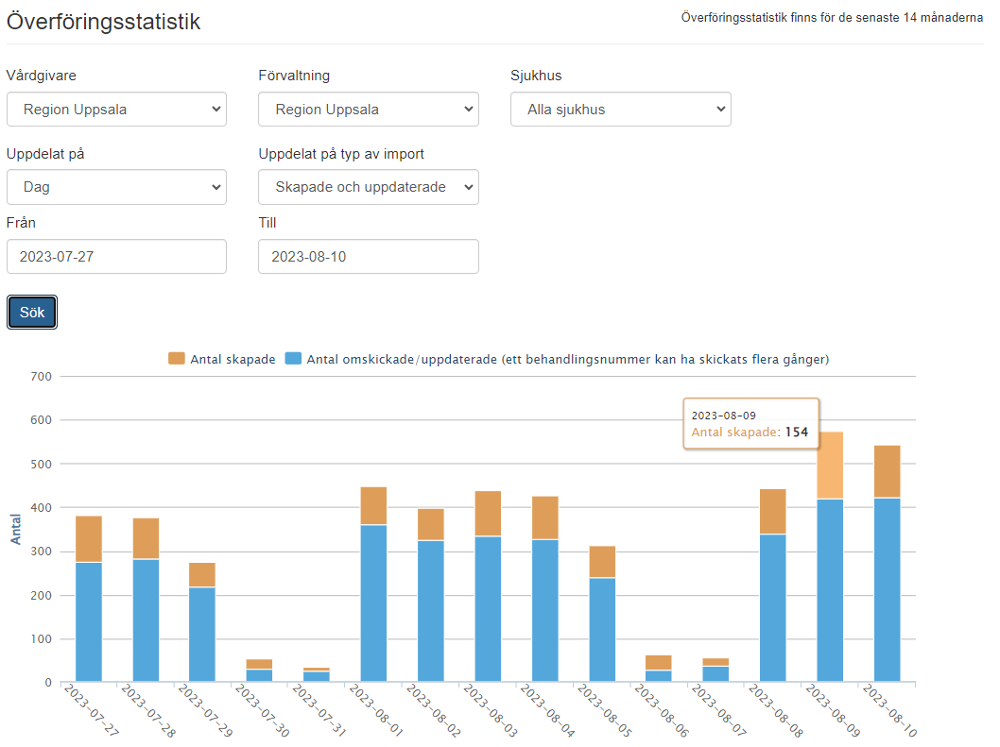 Överföringsstatistik
Överföringsstatistik finns för de senaste 14 månaderna
Vårdgivare
Förvaltning
Sjukhus
Region Uppsala
Region Uppsala
Alla sjukhus
Uppdelat på
Uppdelat på typ av import
Dag
Skapade och uppdaterade
Från
Till
2023-07-27
2023-08-10
Sök
Antal skapade
Antal omskickade/uppdaterade (ett behandlingsnummer kan ha skickats flera gånger)
700
600
500
400
300
200
100
0
Antal
2023-08-09
Antal skapade: 154
2023-07-27
2023-07-28
2023-07-29
2023-07-30
2023-07-31
2023-08-01
2023-08-02
2023-08-03
2023-08-04
2023-08-05
2023-08-06
2023-08-07
2023-08-08
2023-08-09
2023-08-10